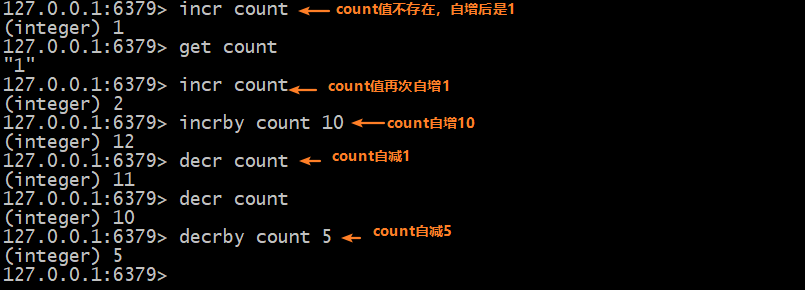 127.0.0.1:6379> incr count count值不存在，自增后是1
(integer) 1
127.0.0.1:6379> get count
"1"
127.0.0.1:6379> incr count count值再次自增1
(integer) 2
127.0.0.1:6379> incrby count 10 count自增10
(integer) 12
127.0.0.1:6379> decr count count自减1
(integer) 11
127.0.0.1:6379> decr count
(integer) 10
127.0.0.1:6379> decrby count 5 count自减5
(integer) 5
127.0.0.1:6379>